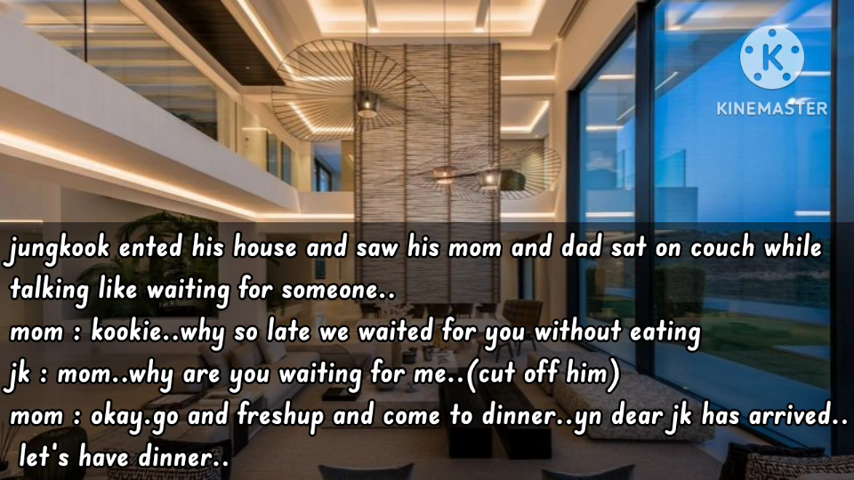 KINEMASTER
jungkook ented his house and saw his mom and dad sat on couch while
talking like waiting for someone..
mom : kookie..why so late we waited for you without eating
jk : mom..why are you waiting for me..(cut off him)
mom : okay.go and freshup and come to dinner..yn dear jk has arrived..
let's have dinner..